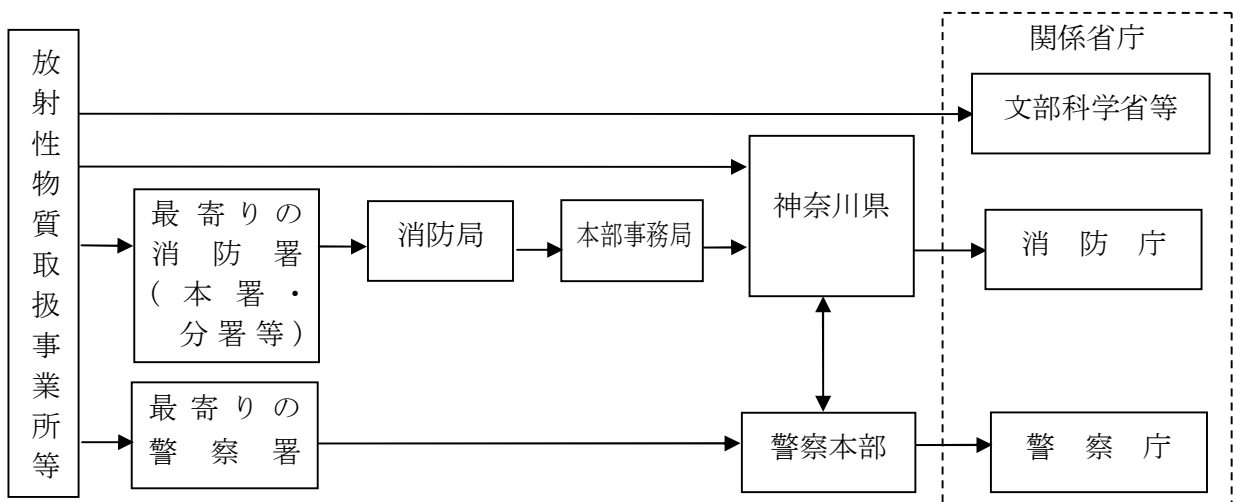 関係省庁
放射性物質取扱事業所等
文部科学省等
神奈川県
最寄りの
消防署
(本署・
分署等)
消防局
本部事務局
消防庁
最寄りの
警察署
警察本部
警察庁